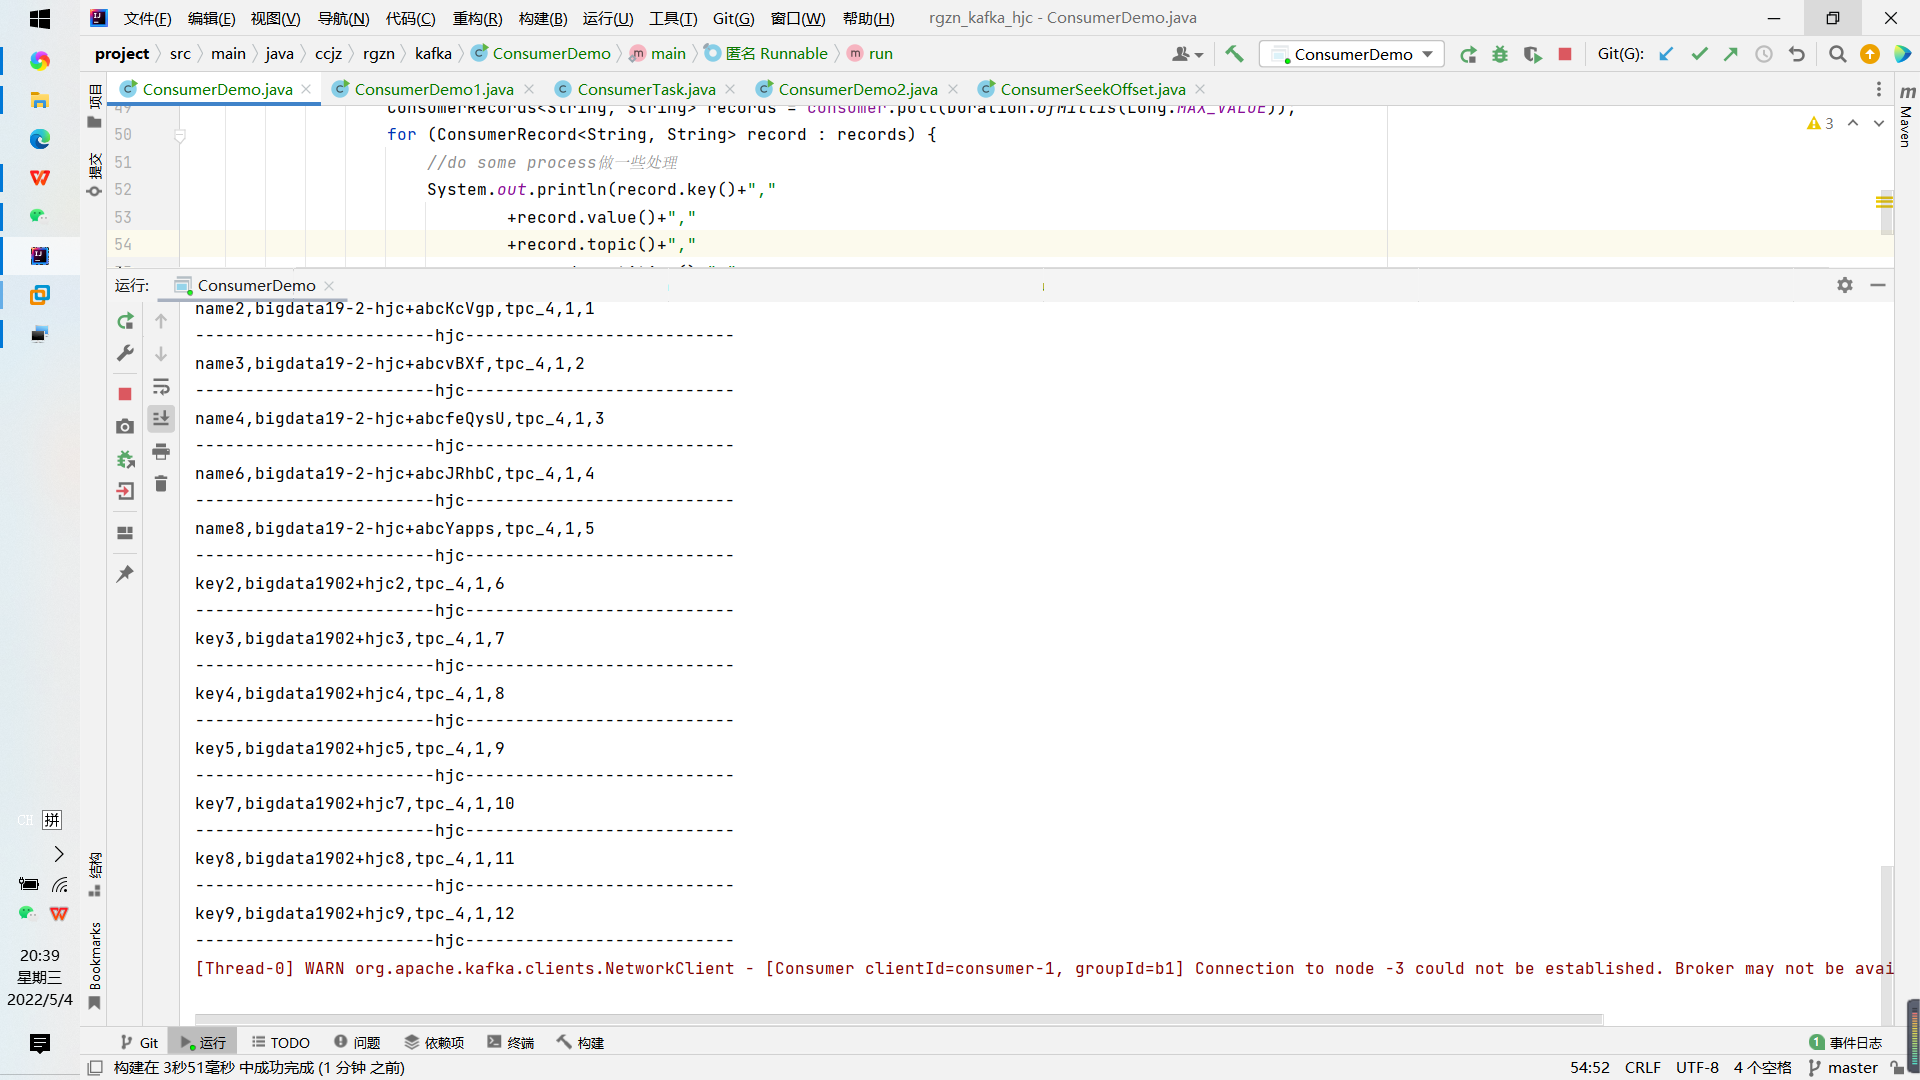 文件(F) 编辑(E) 视图(V) 导航(N) 代码(C) 重构(R) 构建(B) 运行(U) 工具(T) Git(G) 窗口(W) 帮助(H) rgzn_kafka_hjc - ConsumerDemo.java
project src main java ccjz rgzn kafka ConsumerDemo main 匿名 Runnable run ConsumerDemo Git(G):
ConsumerDemo.java ConsumerDemo1.java ConsumerTask.java ConsumerDemo2.java ConsumerSeekOffset.java
项目
提交
Maven
3
49 ConsumerRecords<String, String> records = consumer.poll(Duration.ofMillis(Long.MAX_VALUE));
50 for (ConsumerRecord<String, String> record : records) {
51 //do some process做一些处理
52 System.out.println(record.key()+","
53 +record.value()+","
54 +record.topic()+","
运行: ConsumerDemo
name2,bigdata19-2-hjc+abcKcVgp,tpc_4,1,1
------------------------hjc---------------------------
name3,bigdata19-2-hjc+abcvBXf,tpc_4,1,2
------------------------hjc---------------------------
name4,bigdata19-2-hjc+abcfeQysU,tpc_4,1,3
------------------------hjc---------------------------
name6,bigdata19-2-hjc+abcJRhbC,tpc_4,1,4
------------------------hjc---------------------------
name8,bigdata19-2-hjc+abcYapps,tpc_4,1,5
------------------------hjc---------------------------
key2,bigdata1902+hjc2,tpc_4,1,6
------------------------hjc---------------------------
key3,bigdata1902+hjc3,tpc_4,1,7
------------------------hjc---------------------------
key4,bigdata1902+hjc4,tpc_4,1,8
------------------------hjc---------------------------
key5,bigdata1902+hjc5,tpc_4,1,9
------------------------hjc---------------------------
key7,bigdata1902+hjc7,tpc_4,1,10
------------------------hjc---------------------------
key8,bigdata1902+hjc8,tpc_4,1,11
------------------------hjc---------------------------
key9,bigdata1902+hjc9,tpc_4,1,12
------------------------hjc---------------------------
[Thread-0] WARN org.apache.kafka.clients.NetworkClient - [Consumer clientId=consumer-1, groupId=b1] Connection to node -3 could not be established. Broker may not be avai
CH 拼
结构
Bookmarks
20:39
星期三
2022/5/4
Git 运行 TODO 问题 依赖项 终端 构建 1 事件日志
构建在 3秒51毫秒 中成功完成 (1 分钟 之前) 54:52 CRLF UTF-8 4 个空格 master